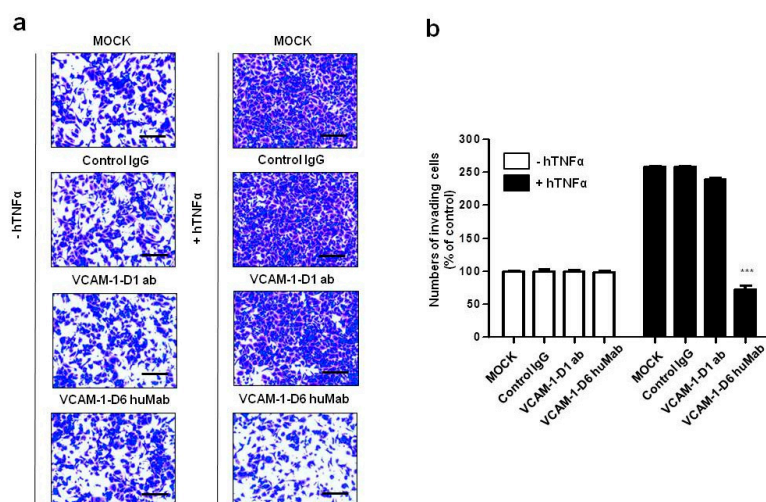 a
MOCK
MOCK
Control IgG
Control IgG
VCAM-1-D1 ab
VCAM-1-D1 ab
VCAM-1-D6 huMab
VCAM-1-D6 huMab
- hTNFα
+ hTNFα
b
Numbers of invading cells
(% of control)
300
250
200
150
100
50
0
- hTNFα
+ hTNFα
***
MOCK
Control IgG
VCAM-1-D1 ab
VCAM-1-D6 huMab
MOCK
Control IgG
VCAM-1-D1 ab
VCAM-1-D6 huMab